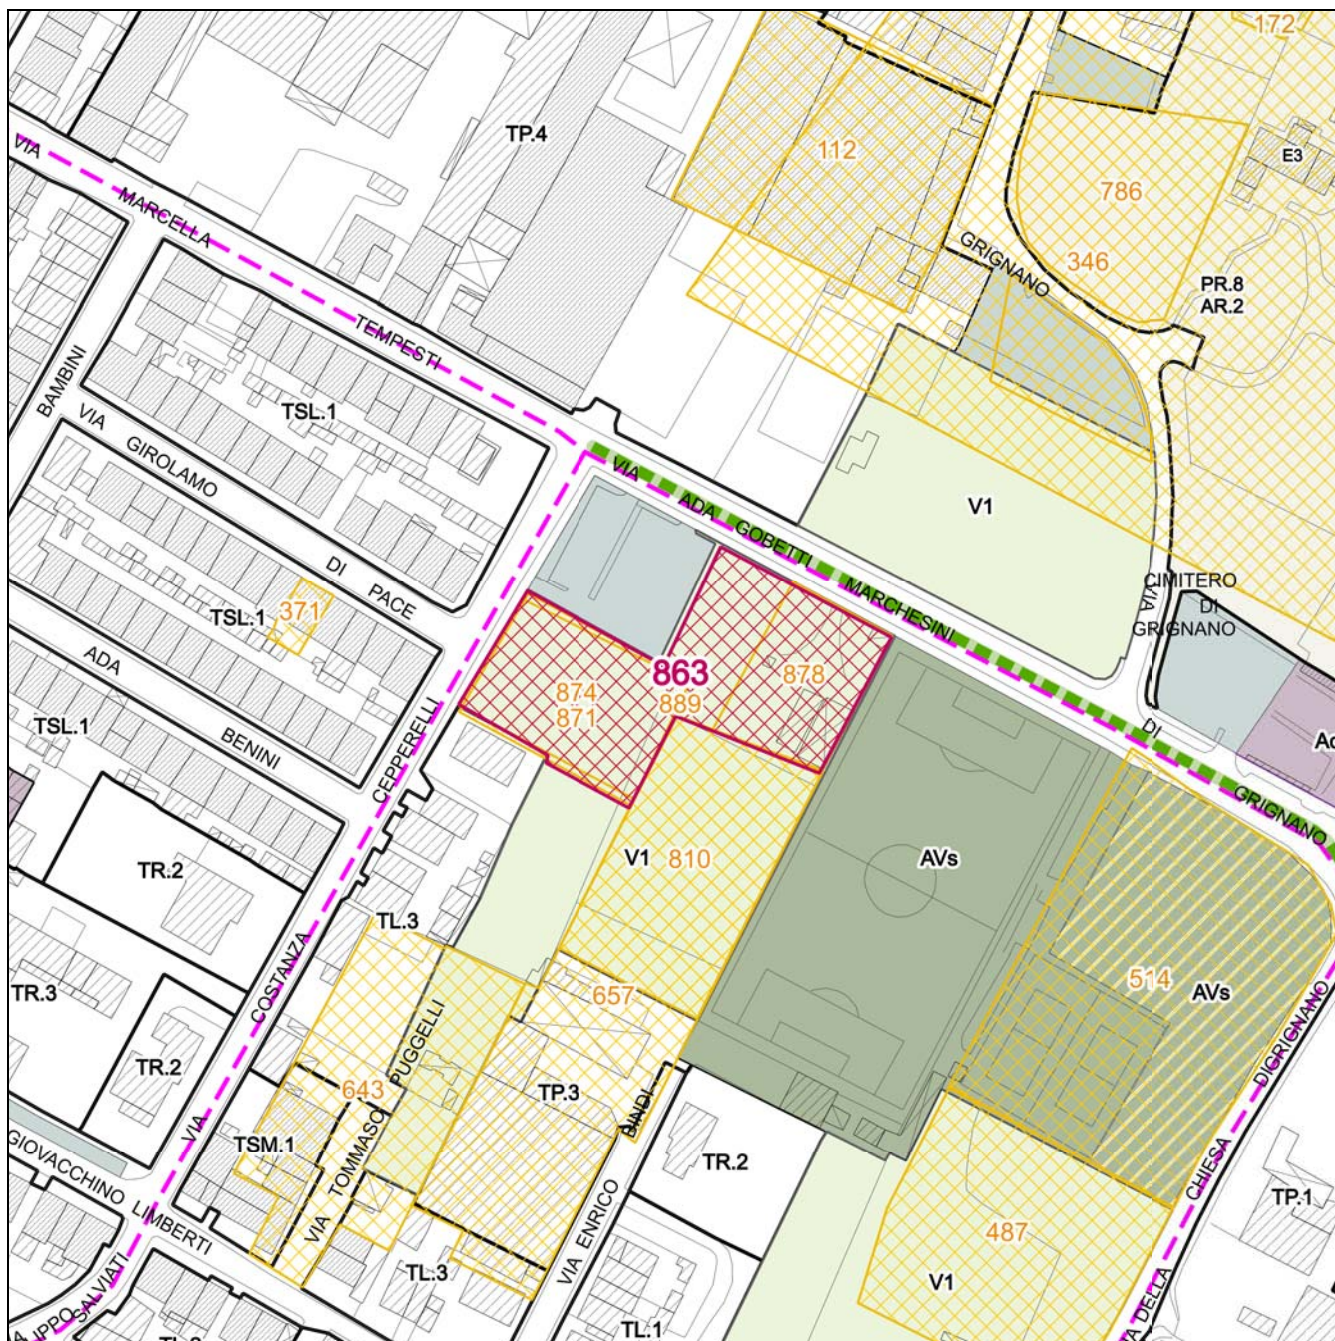 172
TP.4
112
E3
786
VIA MARCELLA TEMPESTI
GRIGNANO
346
PR.8
AR.2
BAMBINI
TSL.1
VIA GIROLAMO DI PACE
VIA ADA GOBETTI MARCHESINI
V1
CIMITERO
DI
GRIGNANO
VIA
371
TSL.1
863
874
871
889
878
DI GRIGNANO
ADA BENINI
TSL.1
VIA COSTANZA CEPPERELLI
TR.2
V1
810
AVs
TL.3
TR.3
657
514
AVs
TR.2
643
TP.3
BINDI
VIA TOMMASO PUGGELLI
TSM.1
TR.2
GIOVACCHINO LIMBERTI
CHIESA DIGRIGNANO
TP.1
VIA ENRICO
487
TL.3
V1
IPPO SALVIATI
TL.1
DELLA